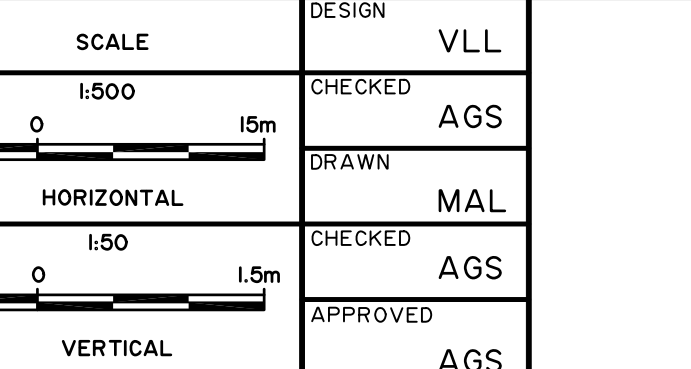 SCALE
1:500
0 15m
HORIZONTAL
1:50
0 1.5m
VERTICAL
DESIGN
VLL
CHECKED
AGS
DRAWN
MAL
CHECKED
AGS
APPROVED
AGS